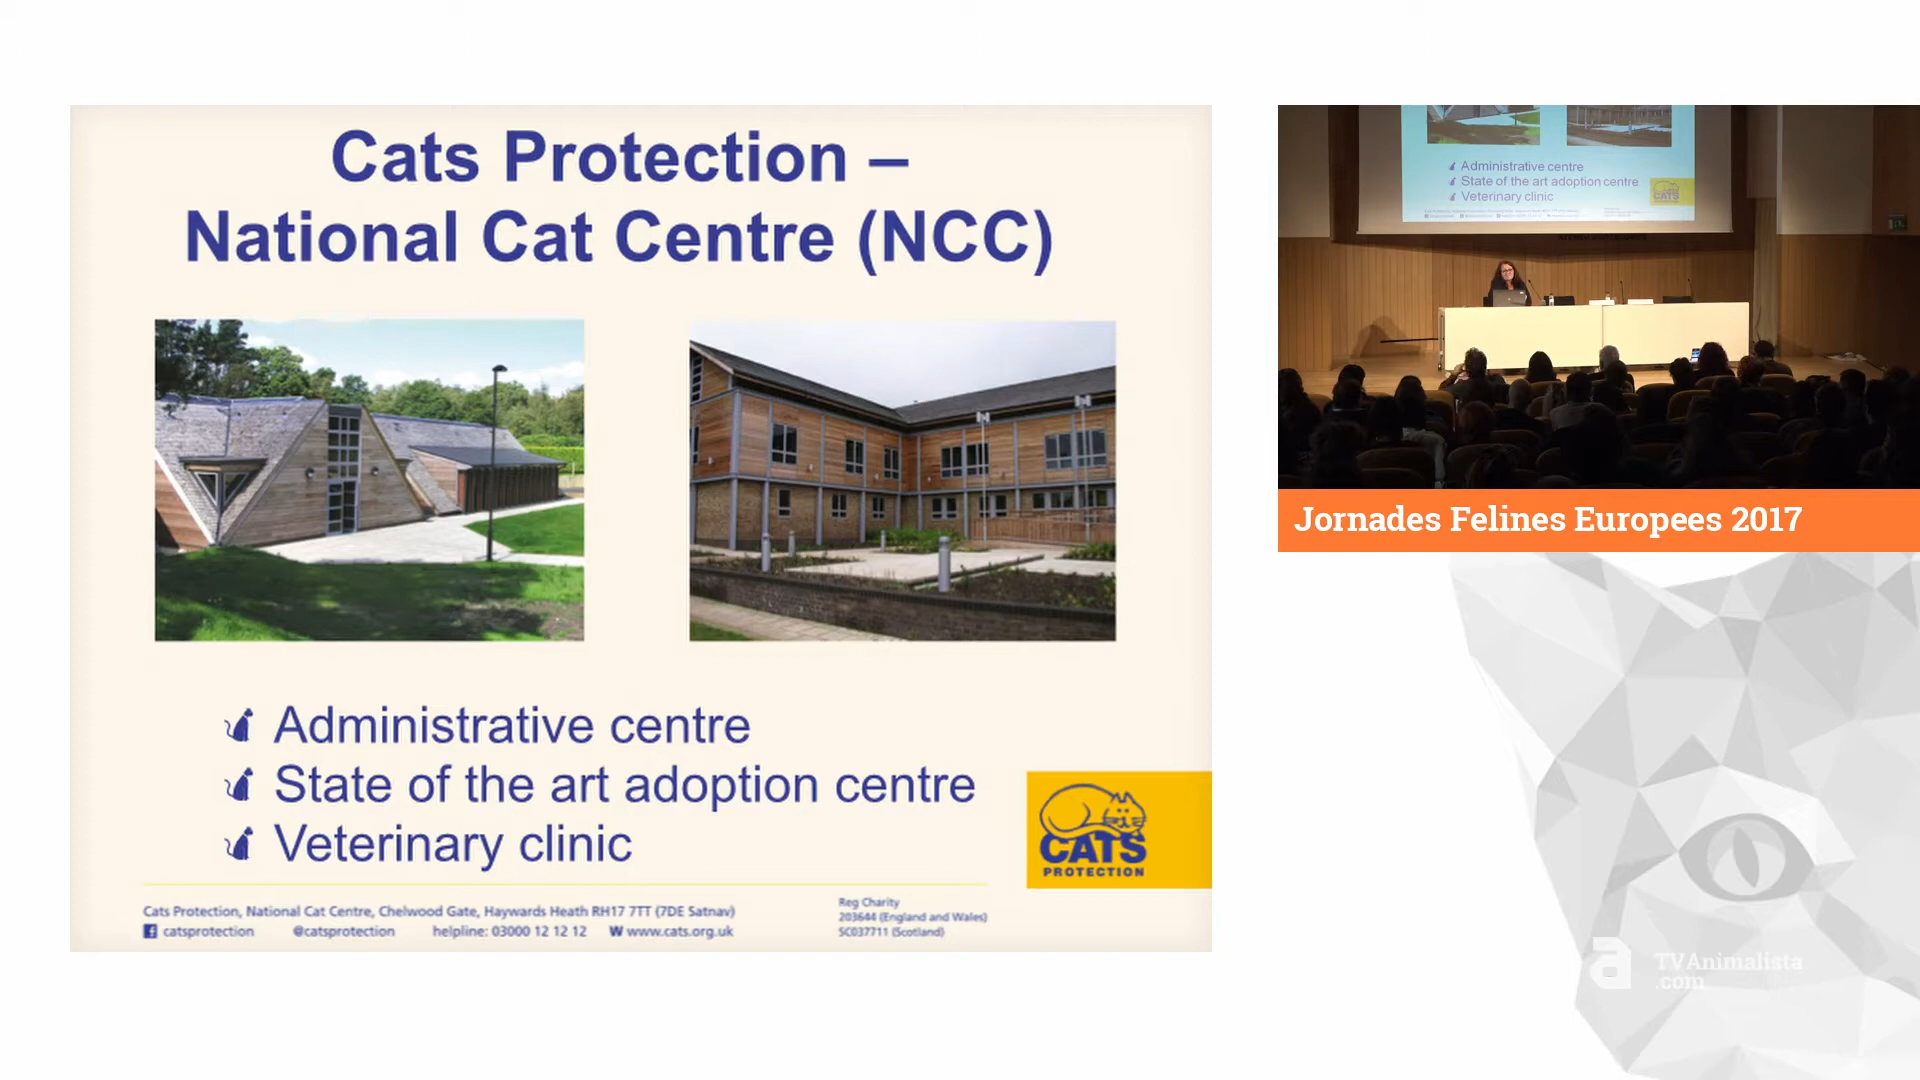 Cats Protection –
National Cat Centre (NCC)
Administrative centre
State of the art adoption centre
Veterinary clinic
CATS
PROTECTION
Cats Protection, National Cat Centre, Chelwood Gate, Haywards Heath RH17 7TT (7DE Satnav)
catsprotection @catsprotection helpline: 03000 12 12 12 W www.cats.org.uk
Reg Charity
203644 (England and Wales)
SC037711 (Scotland)
Administrative centre
State of the art adoption centre
Veterinary clinic
CATS
Jornades Felines Europees 2017
a TVAnimalista
.com